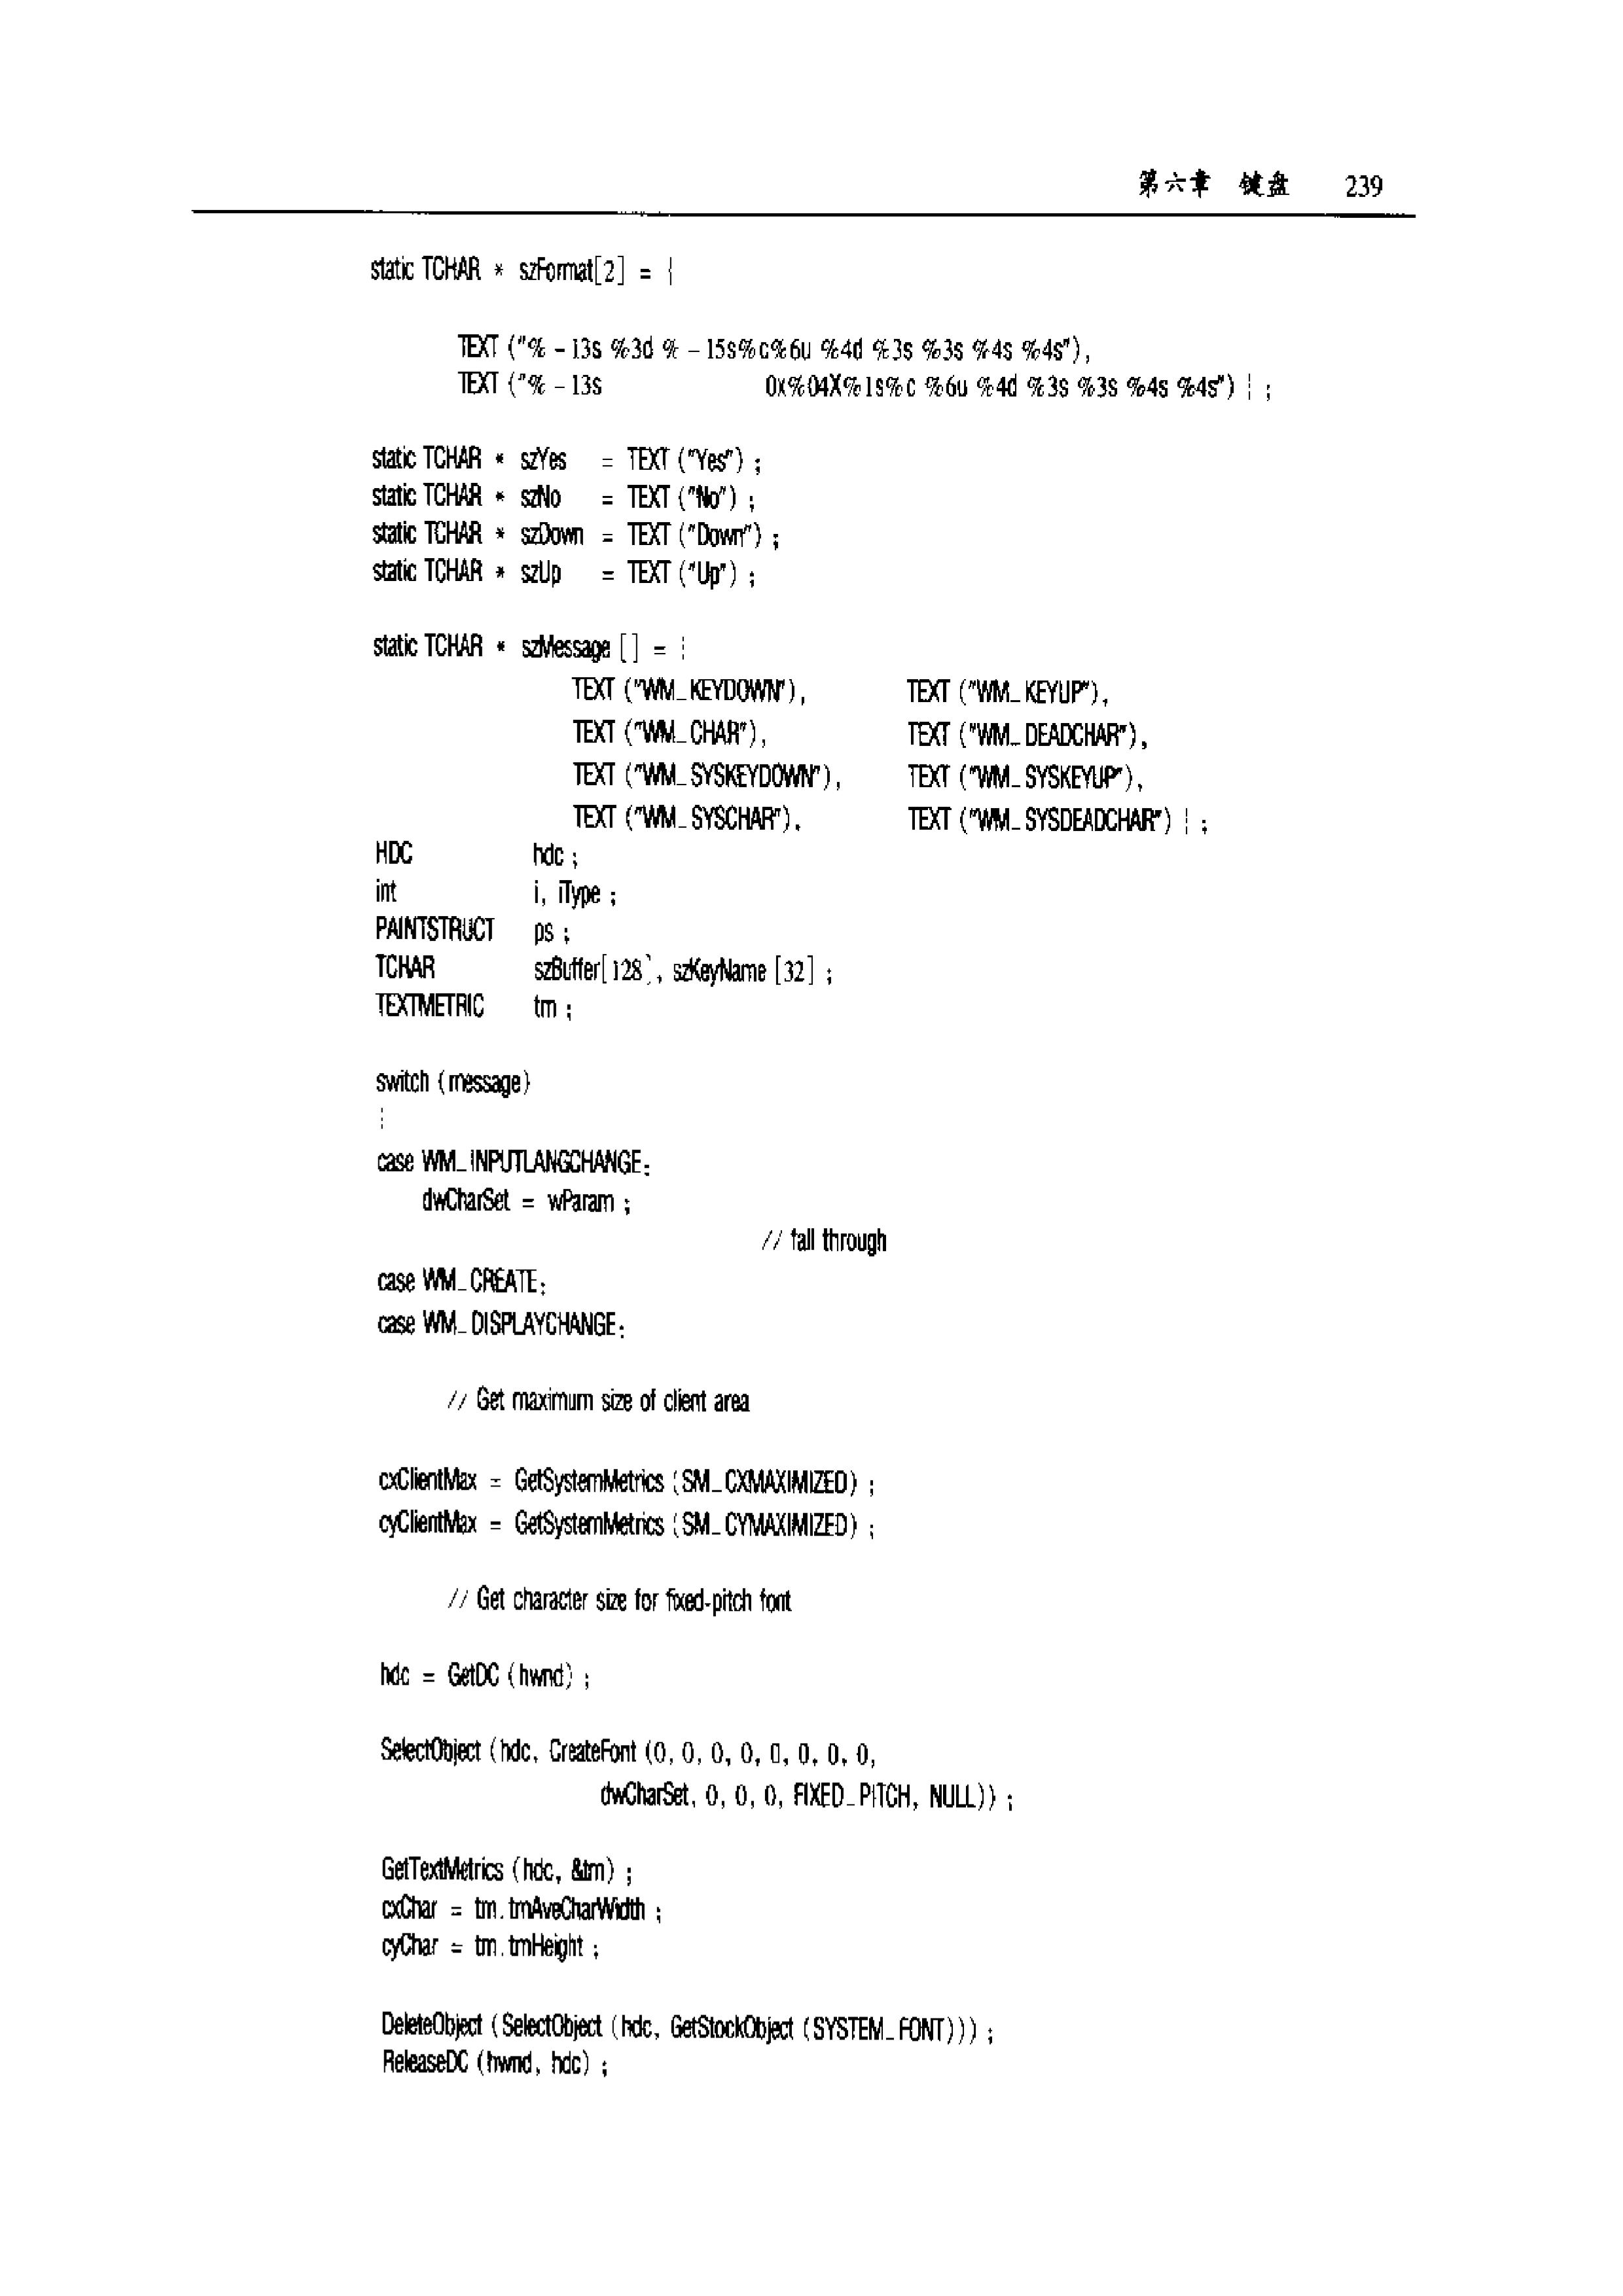 第六章 键盘 239
static TCHAR * szFormat[2] = {
TEXT ("% -13s %3d % -15s%c%6u %4d %3s %3s %4s %4s"),
TEXT ("% -13s 0x%04X%1s%c %6u %4d %3s %3s %4s %4s") } ;
static TCHAR * szYes = TEXT ("Yes") ;
static TCHAR * szNo = TEXT ("No") ;
static TCHAR * szDown = TEXT ("Down") ;
static TCHAR * szUp = TEXT ("Up") ;
static TCHAR * szMessage [] = {
TEXT ("WM_KEYDOWN"), TEXT ("WM_KEYUP"),
TEXT ("WM_CHAR"), TEXT ("WM_DEADCHAR"),
TEXT ("WM_SYSKEYDOWN"), TEXT ("WM_SYSKEYUP"),
TEXT ("WM_SYSCHAR"), TEXT ("WM_SYSDEADCHAR") } ;
HDC hdc ;
int i, iType ;
PAINTSTRUCT ps ;
TCHAR szBuffer[128], szKeyName [32] ;
TEXTMETRIC tm ;
switch (message)
{
case WM_INPUTLANGCHANGE:
dwCharSet = wParam ;
// fall through
case WM_CREATE:
case WM_DISPLAYCHANGE:
// Get maximum size of client area
cxClientMax = GetSystemMetrics (SM_CXMAXIMIZED) ;
cyClientMax = GetSystemMetrics (SM_CYMAXIMIZED) ;
// Get character size for fixed-pitch font
hdc = GetDC (hwnd) ;
SelectObject (hdc, CreateFont (0, 0, 0, 0, 0, 0, 0, 0,
dwCharSet, 0, 0, 0, FIXED_PITCH, NULL)) ;
GetTextMetrics (hdc, &tm) ;
cxChar = tm.tmAveCharWidth ;
cyChar = tm.tmHeight ;
DeleteObject (SelectObject (hdc, GetStockObject (SYSTEM_FONT))) ;
ReleaseDC (hwnd, hdc) ;